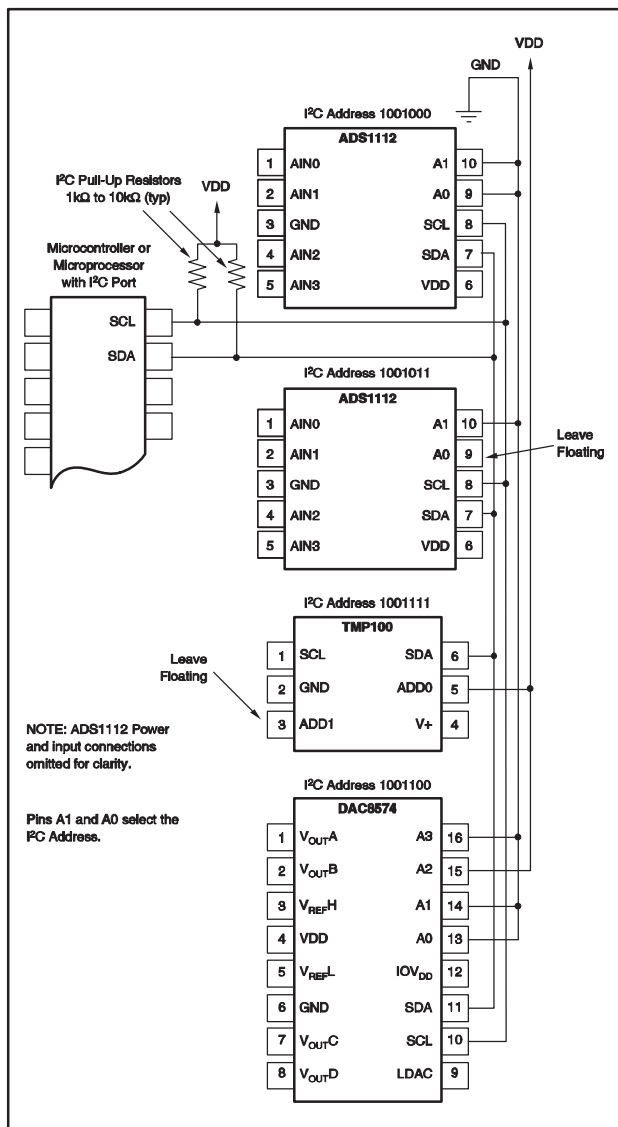 VDD
GND
I²C Address 1001000
ADS1112
1 AIN0 A1 10
2 AIN1 A0 9
3 GND SCL 8
4 AIN2 SDA 7
5 AIN3 VDD 6
I²C Pull-Up Resistors
1kΩ to 10kΩ (typ)
VDD
Microcontroller or
Microprocessor
with I²C Port
SCL
SDA
I²C Address 1001011
ADS1112
1 AIN0 A1 10
2 AIN1 A0 9
3 GND SCL 8
4 AIN2 SDA 7
5 AIN3 VDD 6
Leave
Floating
I²C Address 1001111
TMP100
1 SCL SDA 6
2 GND ADD0 5
3 ADD1 V+ 4
Leave
Floating
NOTE: ADS1112 Power
and input connections
omitted for clarity.
Pins A1 and A0 select the
I²C Address.
I²C Address 1001100
DAC8574
1 VOUTA A3 16
2 VOUTB A2 15
3 VREFH A1 14
4 VDD A0 13
5 VREFL IOVDD 12
6 GND SDA 11
7 VOUTC SCL 10
8 VOUTD LDAC 9